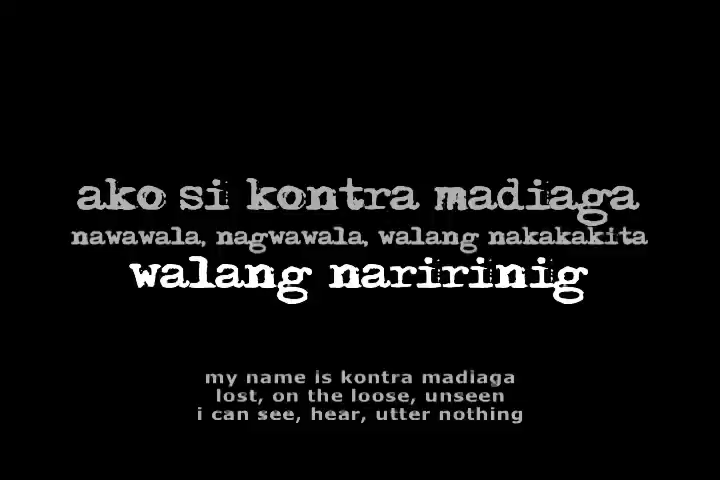 ako si kontra madiaga
nawawala, nagwawala, walang nakakakita
walang naririnig
my name is kontra madiaga
lost, on the loose, unseen
i can see, hear, utter nothing